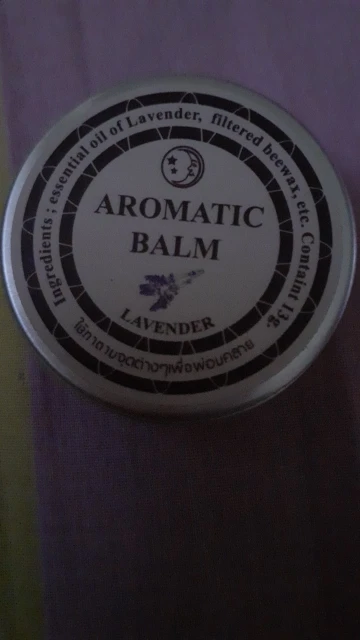 Ingredients ; essential oil of Lavender, filtered beewax, etc. Containt 13g.
AROMATIC
BALM
LAVENDER
ใช้ทาตามจุดต่างๆเพื่อผ่อนคลาย